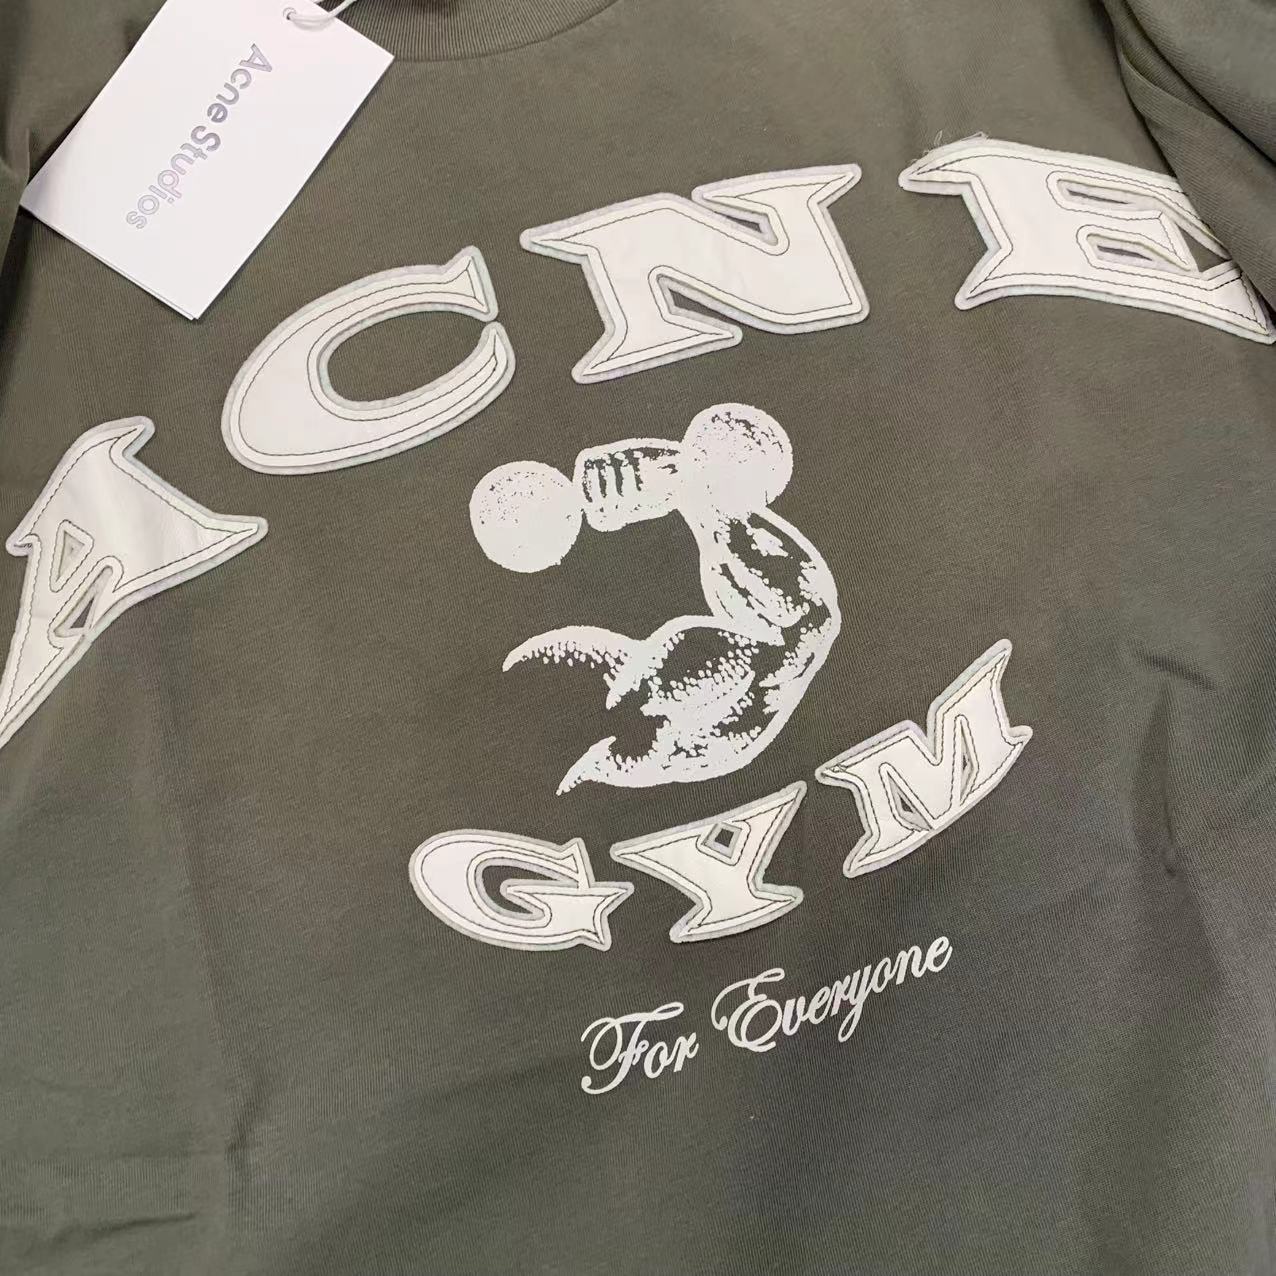 Acne Studios
ACNE
GYM
For Everyone